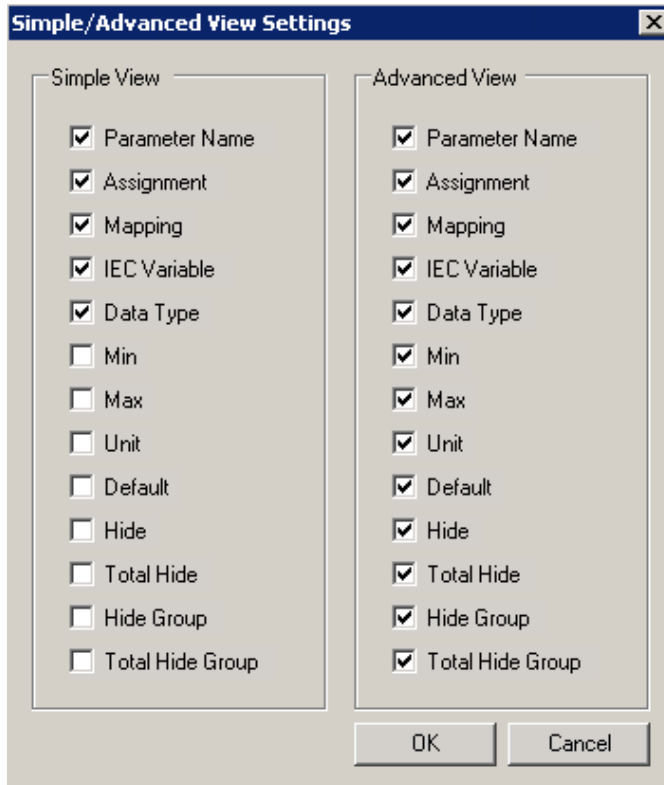 Simple/Advanced View Settings
Simple View
Parameter Name
Assignment
Mapping
IEC Variable
Data Type
Min
Max
Unit
Default
Hide
Total Hide
Hide Group
Total Hide Group
Advanced View
Parameter Name
Assignment
Mapping
IEC Variable
Data Type
Min
Max
Unit
Default
Hide
Total Hide
Hide Group
Total Hide Group
OK
Cancel